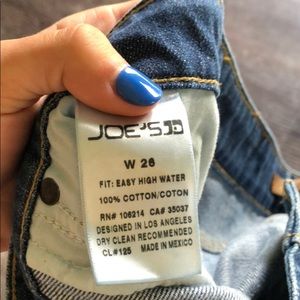 JOE'S JD
W 26
FIT: EASY HIGH WATER
100% COTTON/COTON
RN# 106214 CA# 35037
DESIGNED IN LOS ANGELES
DRY CLEAN RECOMMENDED
CL#125 MADE IN MEXICO